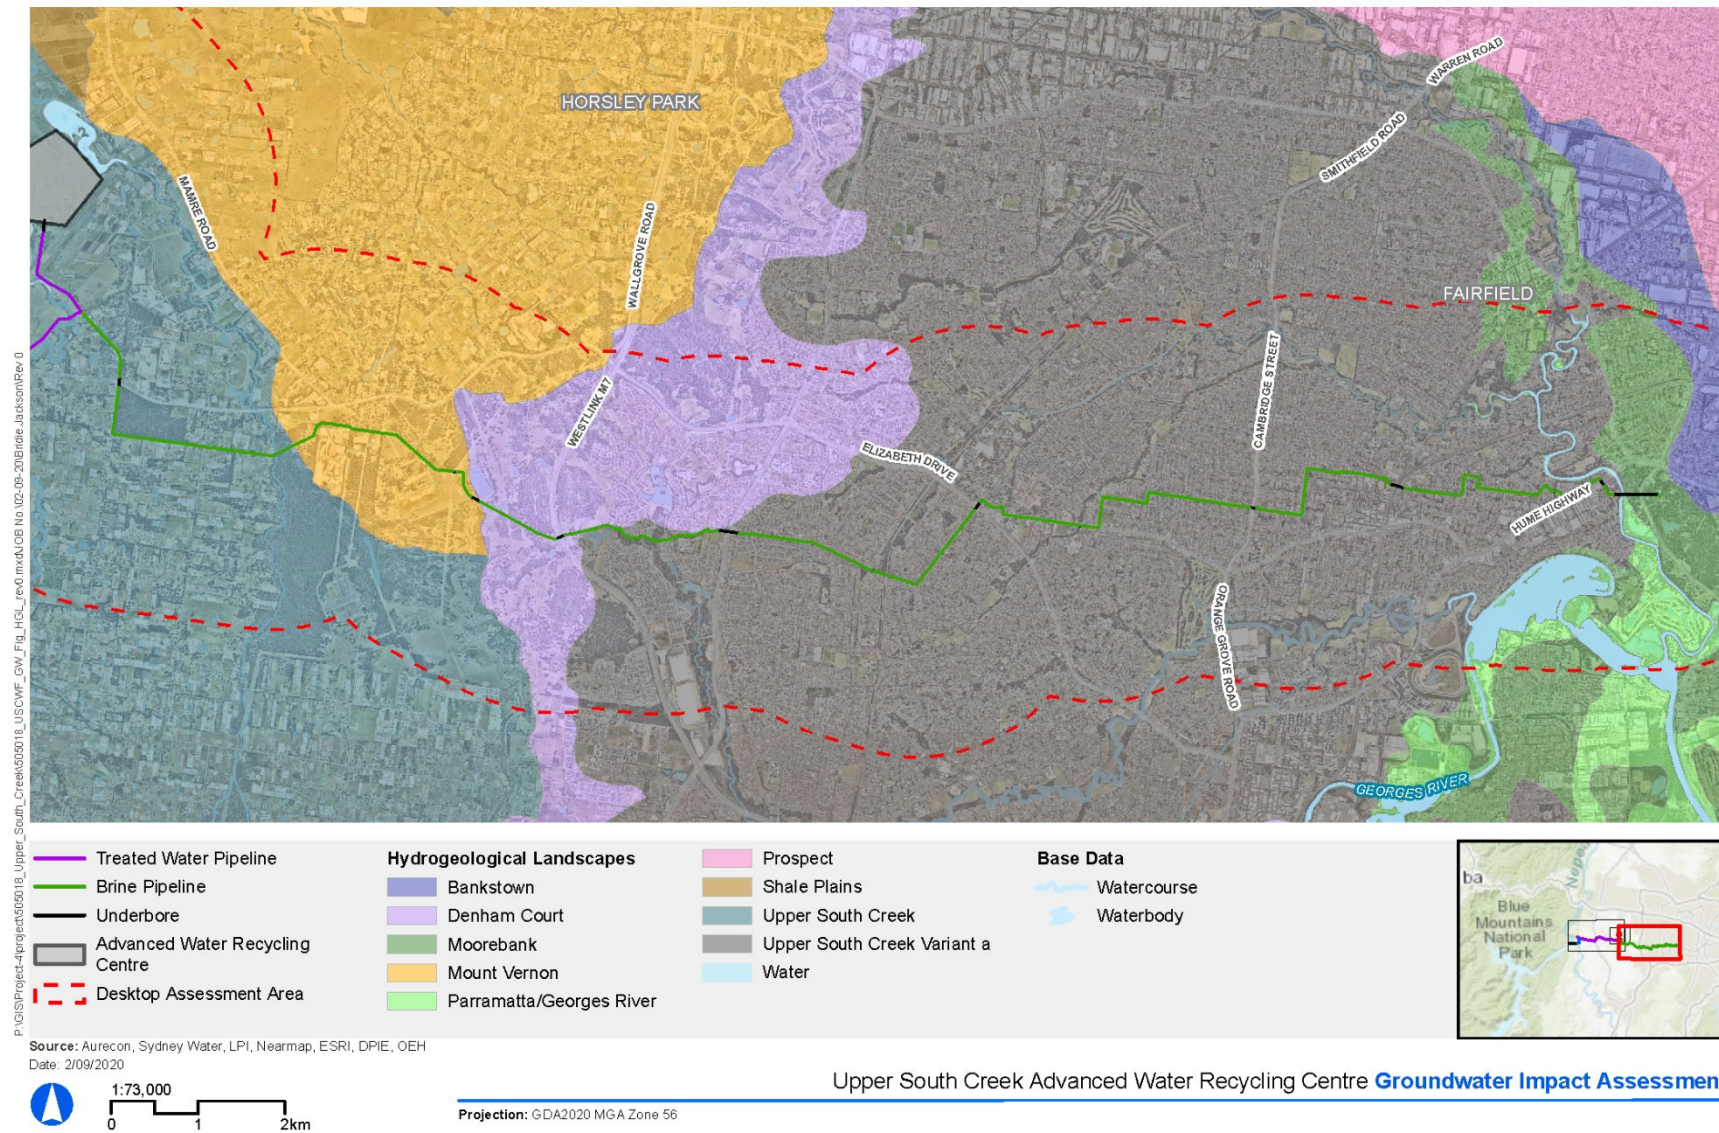 HORSLEY PARK
WARREN ROAD
SMITHFIELD ROAD
MAMRE ROAD
WALLGROVE ROAD
FAIRFIELD
WESTLINK M7
CAMBRIDGE STREET
ELIZABETH DRIVE
HUME HIGHWAY
ORANGE GROVE ROAD
GEORGES RIVER
Treated Water Pipeline
Brine Pipeline
Underbore
Advanced Water Recycling
Centre
Desktop Assessment Area
Hydrogeological Landscapes
Bankstown
Denham Court
Moorebank
Mount Vernon
Parramatta/Georges River
Prospect
Shale Plains
Upper South Creek
Upper South Creek Variant a
Water
Base Data
Watercourse
Waterbody
ba
Blue
Mountains
National
Park
Source: Aurecon, Sydney Water, LPI, Nearmap, ESRI, DPIE, OEH
Date: 2/09/2020
1:73,000
0 1 2km
Projection: GDA2020 MGA Zone 56
Upper South Creek Advanced Water Recycling Centre Groundwater Impact Assessmen